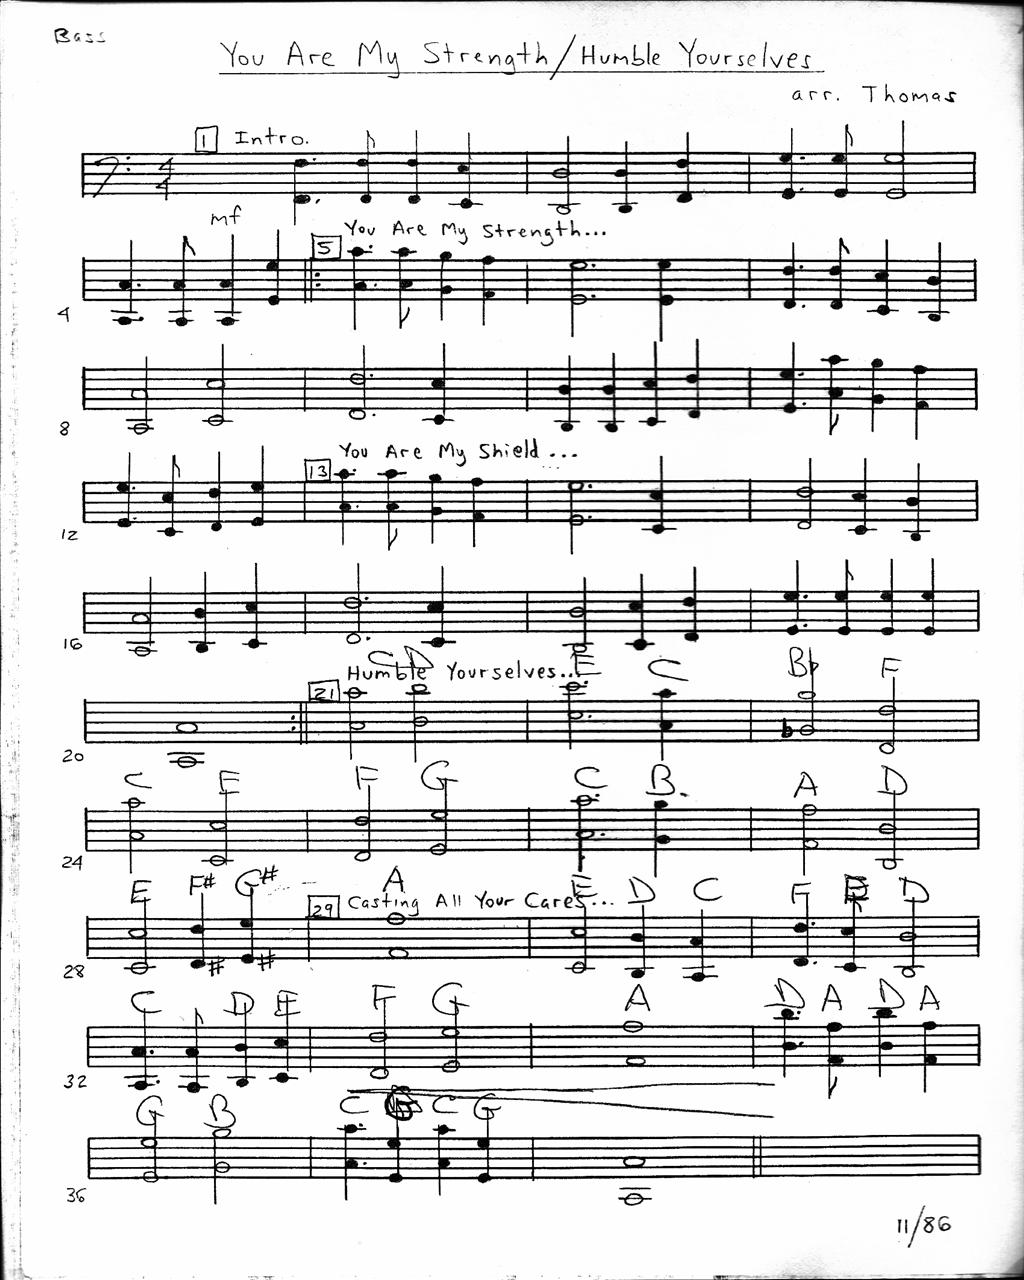 Bass
You Are My Strength/Humble Yourselves
arr. Thomas
1 Intro.
4
4
mf
5 You Are My Strength...
4
8
13 You Are My Shield...
12
16
C D E C Bb F
21 Humble Yourselves...
20
C E F G C B. A D
24
E F# G# A E D C F D
29 Casting All Your Cares...
28
C D E F G A D A D A
32
G B C C G
36
11/86